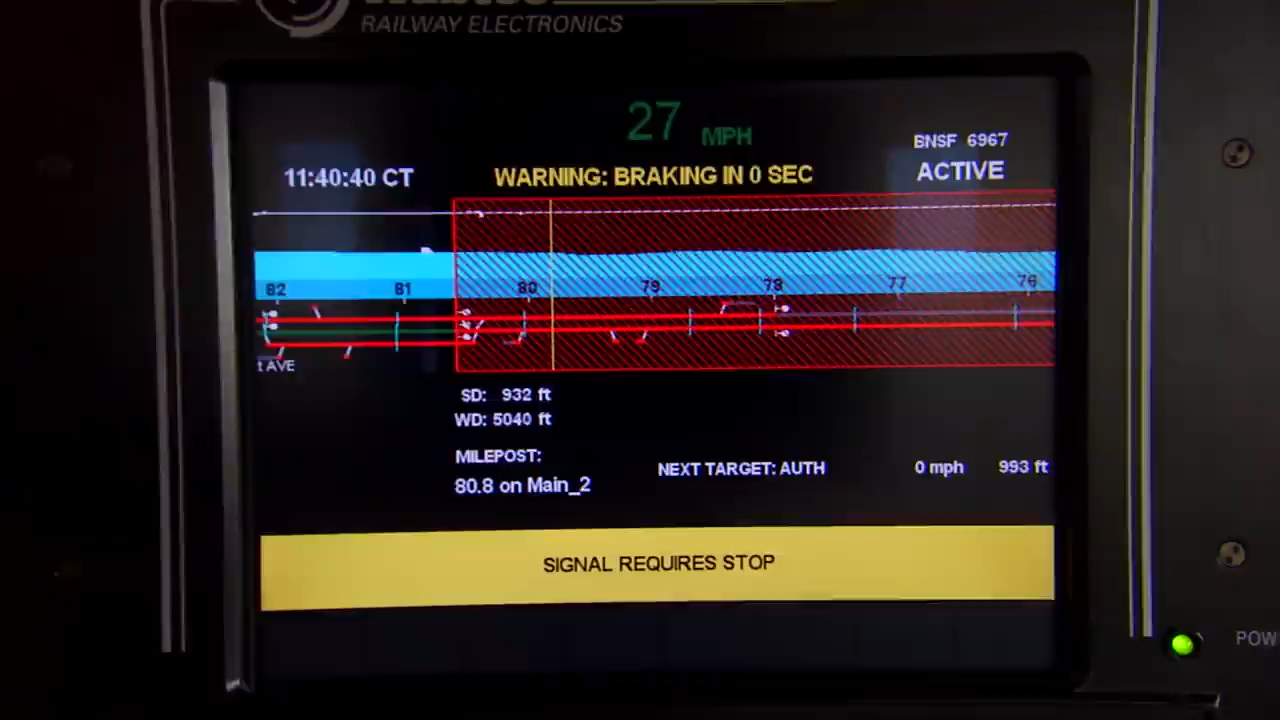 RAILWAY ELECTRONICS
27 MPH
BNSF 6967
11:40:40 CT
WARNING: BRAKING IN 0 SEC
ACTIVE
82 81 80 79 78 77 76
t AVE
SD: 932 ft
WD: 5040 ft
MILEPOST:
80.8 on Main_2
NEXT TARGET: AUTH 0 mph 993 ft
SIGNAL REQUIRES STOP
POW